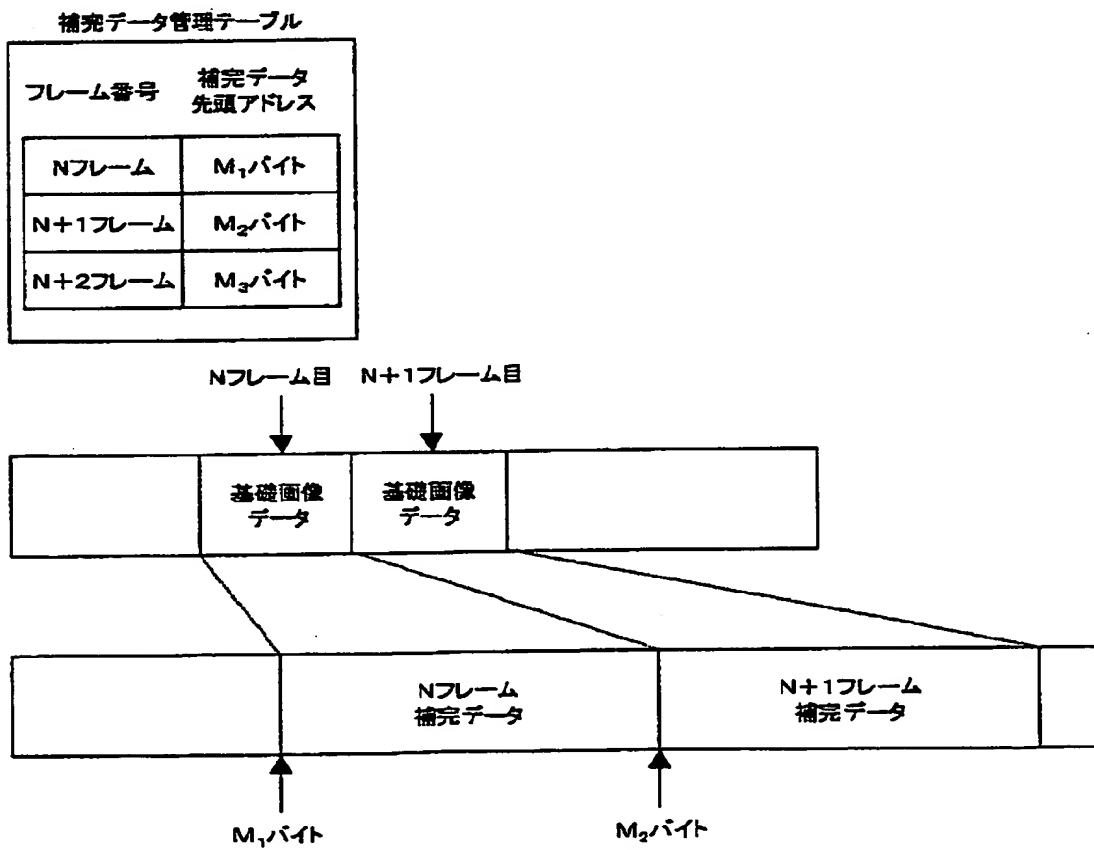 補完データ管理テーブル
フレーム番号
補完データ
先頭アドレス
Nフレーム
M₁バイト
N+1フレーム
M₂バイト
N+2フレーム
M₃バイト
Nフレーム目
N+1フレーム目
基礎画像
データ
基礎画像
データ
Nフレーム
補完データ
N+1フレーム
補完データ
M₁バイト
M₂バイト